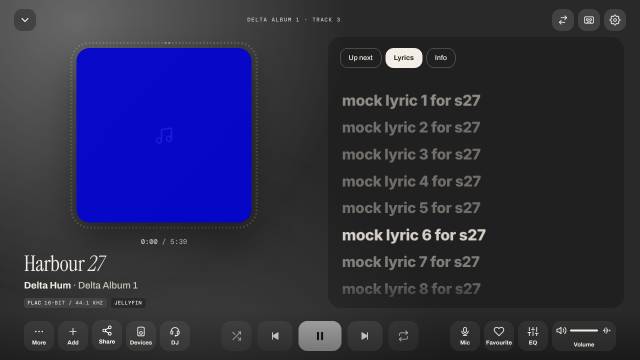 DELTA ALBUM 1 · TRACK 3
Up next
Lyrics
Info
mock lyric 1 for s27
mock lyric 2 for s27
mock lyric 3 for s27
mock lyric 4 for s27
mock lyric 5 for s27
mock lyric 6 for s27
mock lyric 7 for s27
mock lyric 8 for s27
0:00 / 5:39
Harbour 27
Delta Hum · Delta Album 1
FLAC 16-BIT / 44.1 KHZ
JELLYFIN
More
Add
Share
Devices
DJ
Mic
Favourite
EQ
Volume